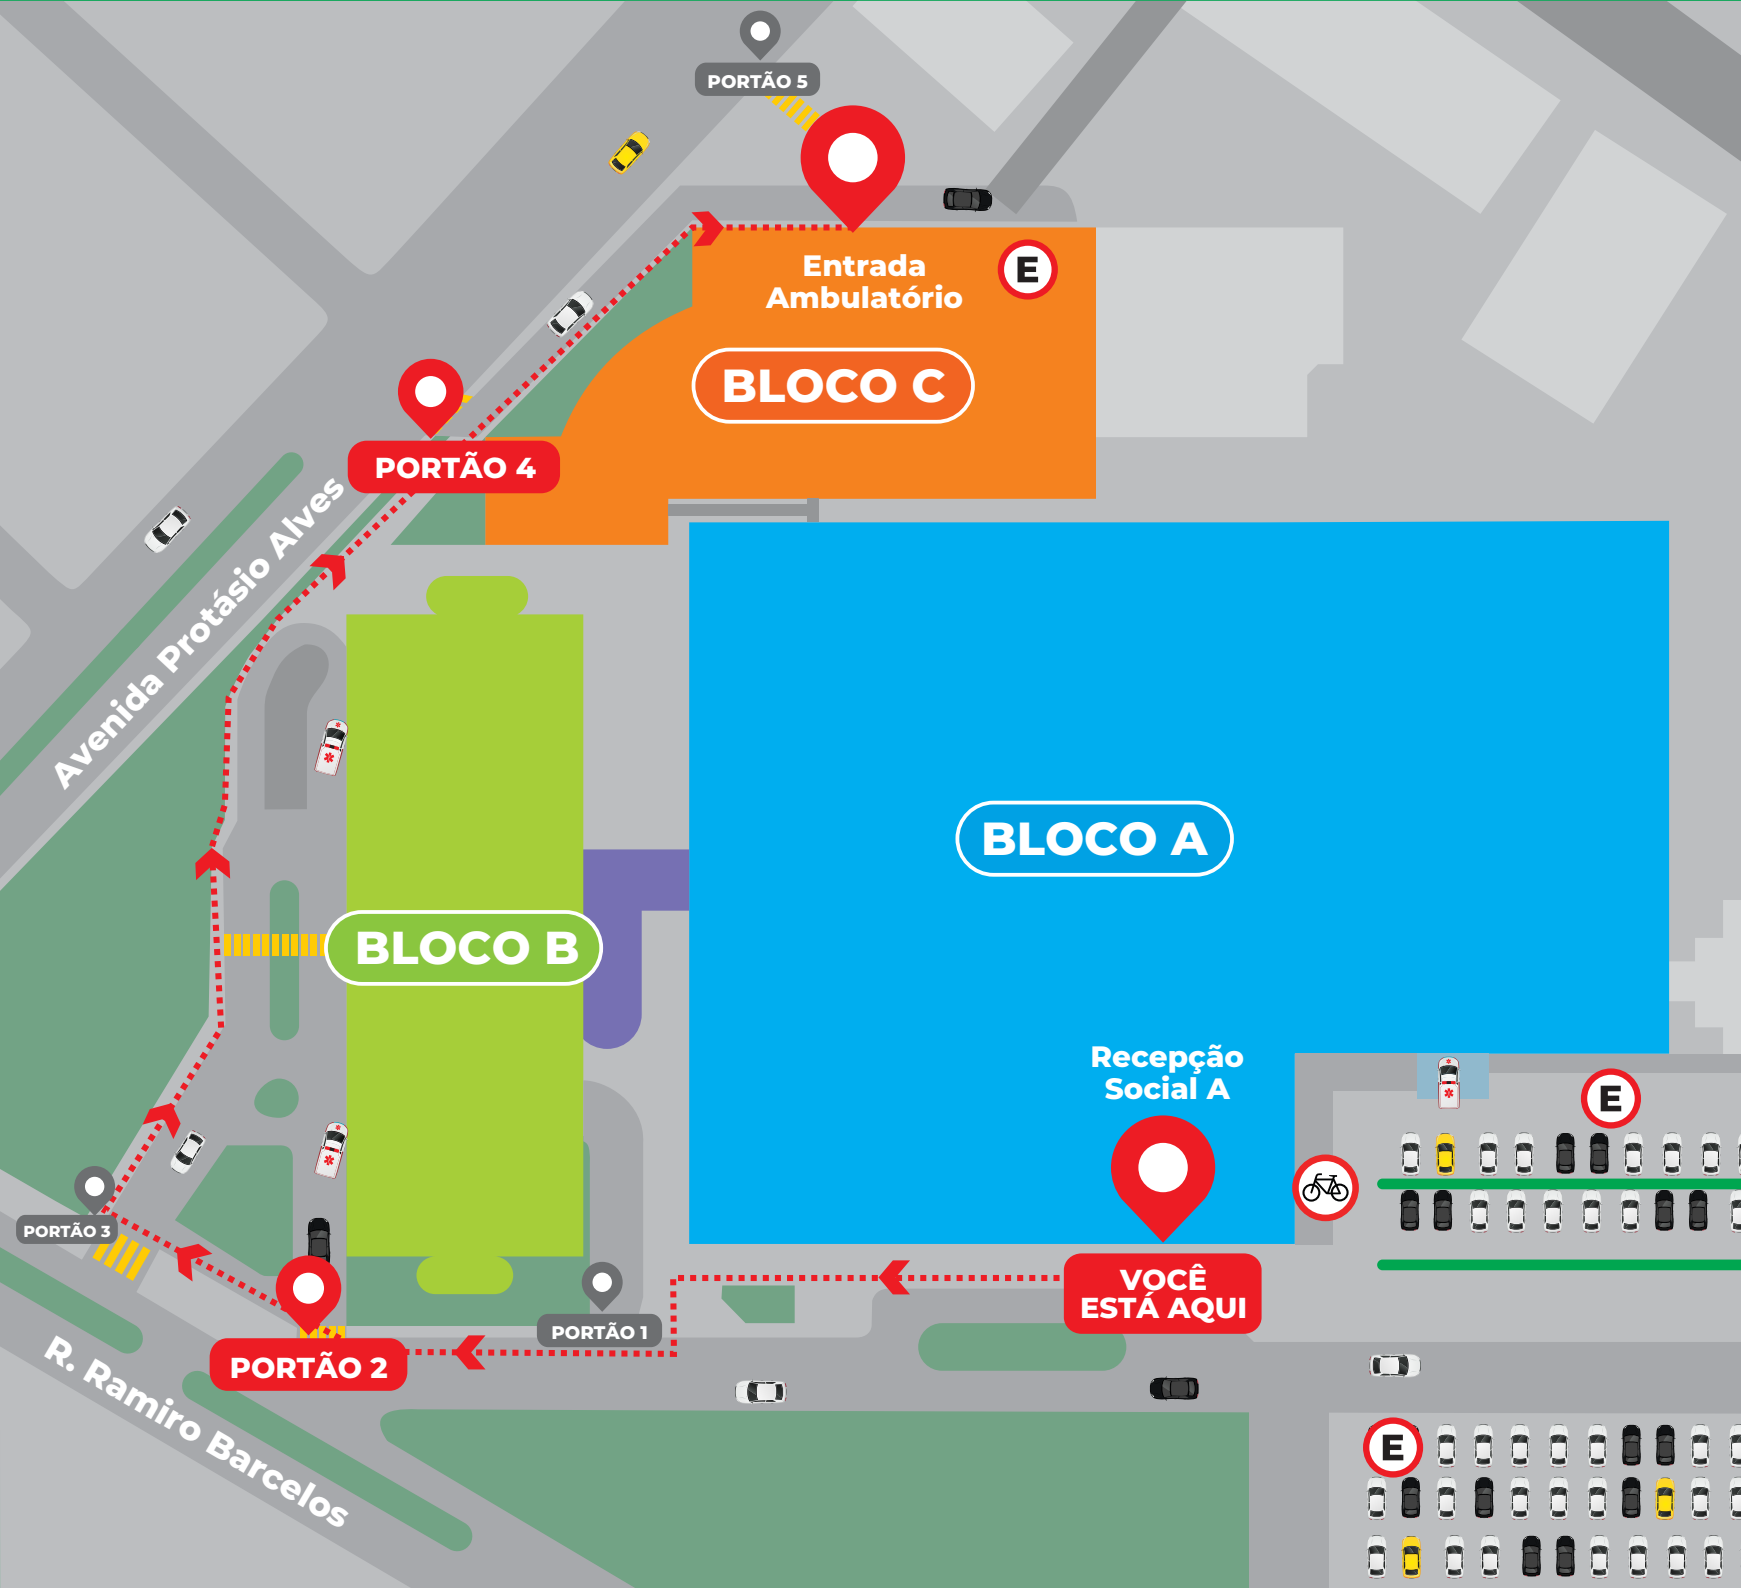 PORTÃO 5
Entrada
Ambulatório
E
BLOCO C
PORTÃO 4
Avenida Protásio Alves
BLOCO A
BLOCO B
Recepção
Social A
E
PORTÃO 3
VOCÊ
ESTÁ AQUI
PORTÃO 1
PORTÃO 2
R. Ramiro Barcelos
E